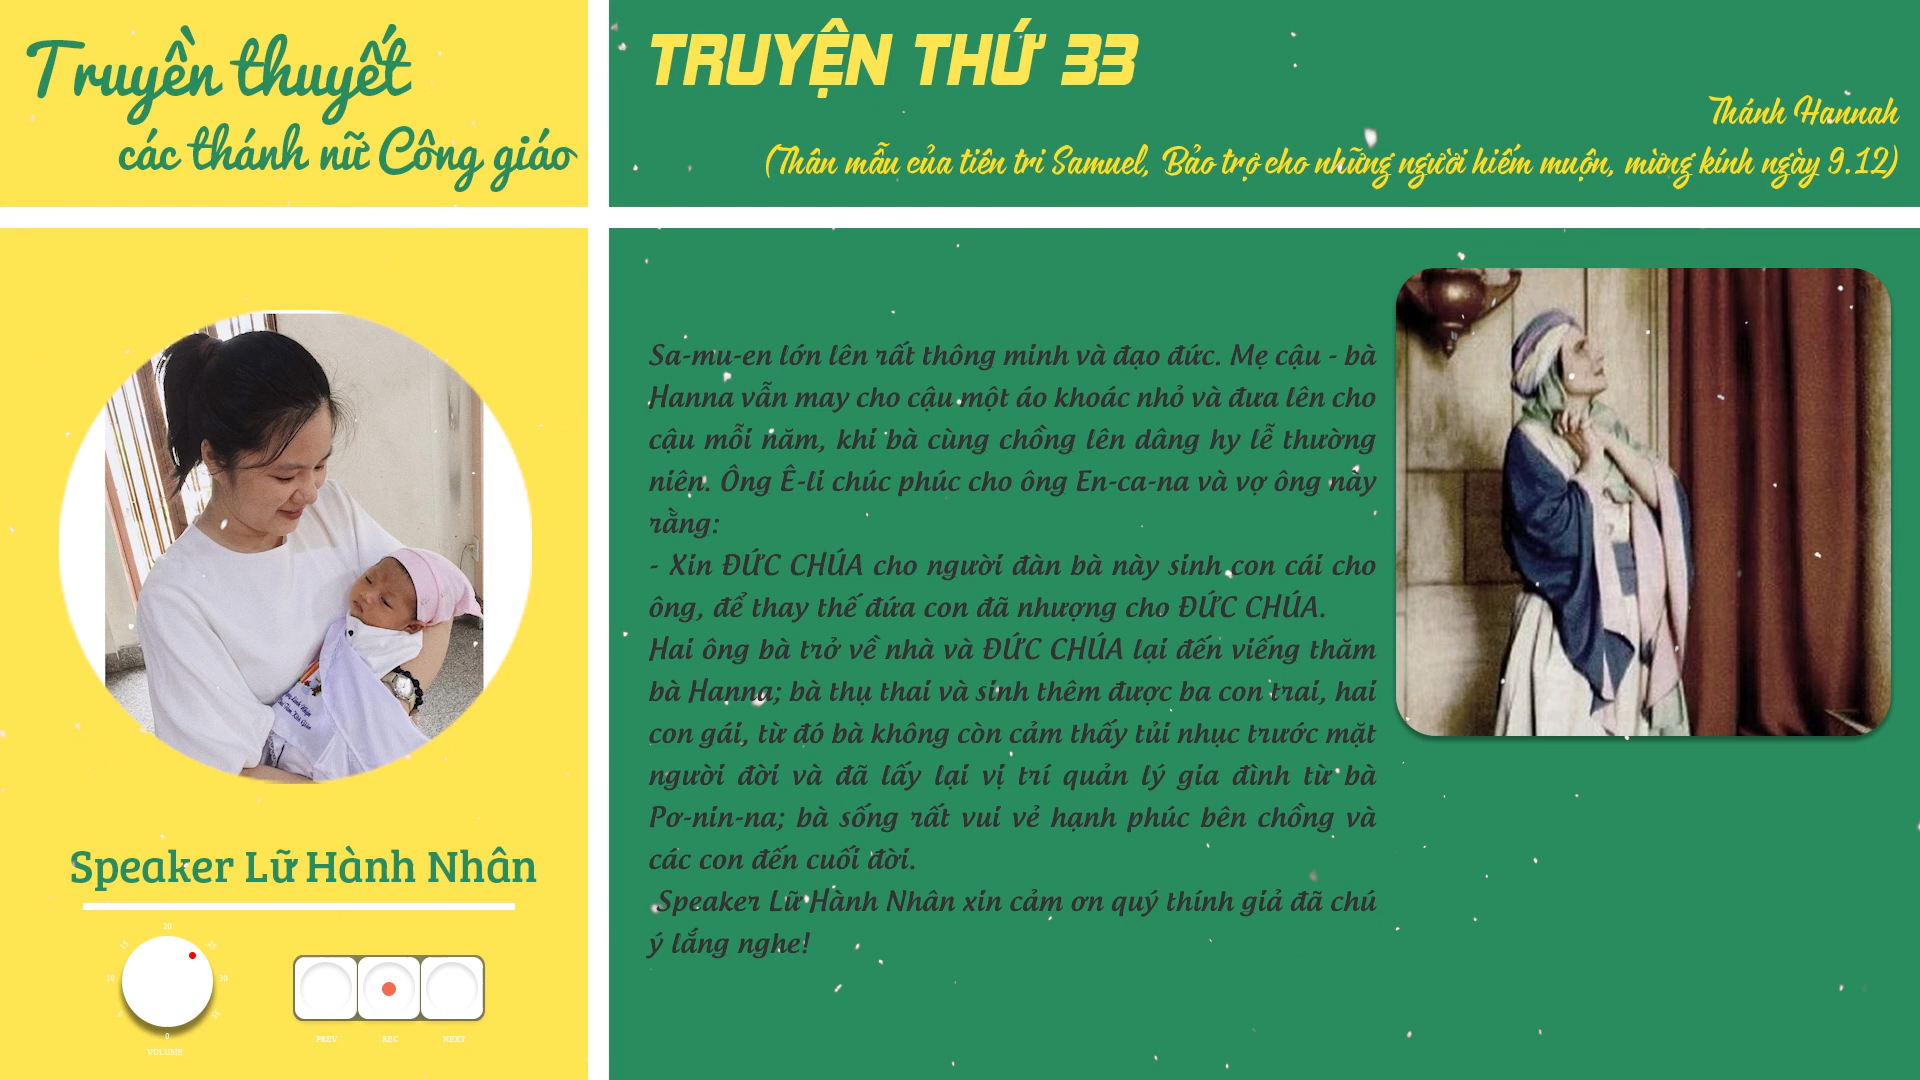 Truyền thuyết
các thánh nữ Công giáo
TRUYỆN THỨ 33
Thánh Hannah
(Thân mẫu của tiên tri Samuel, Bảo trợ cho những người hiếm muộn, mừng kính ngày 9.12)
Sa-mu-en lớn lên rất thông minh và đạo đức. Mẹ cậu - bà
Hanna vẫn may cho cậu một áo khoác nhỏ và đưa lên cho
cậu mỗi năm, khi bà cùng chồng lên dâng hy lễ thường
niên. Ông Ê-li chúc phúc cho ông En-ca-na và vợ ông này
rằng:
- Xin ĐỨC CHÚA cho người đàn bà này sinh con cái cho
ông, để thay thế đứa con đã nhượng cho ĐỨC CHÚA.
Hai ông bà trở về nhà và ĐỨC CHÚA lại đến viếng thăm
bà Hanna; bà thụ thai và sinh thêm được ba con trai, hai
con gái, từ đó bà không còn cảm thấy tủi nhục trước mặt
người đời và đã lấy lại vị trí quản lý gia đình từ bà
Pơ-nin-na; bà sống rất vui vẻ hạnh phúc bên chồng và
các con đến cuối đời.
Speaker Lữ Hành Nhân xin cảm ơn quý thính giả đã chú
ý lắng nghe!
Speaker Lữ Hành Nhân
20
15 25
10 30
0
VOLUME
PREV REC NEXT